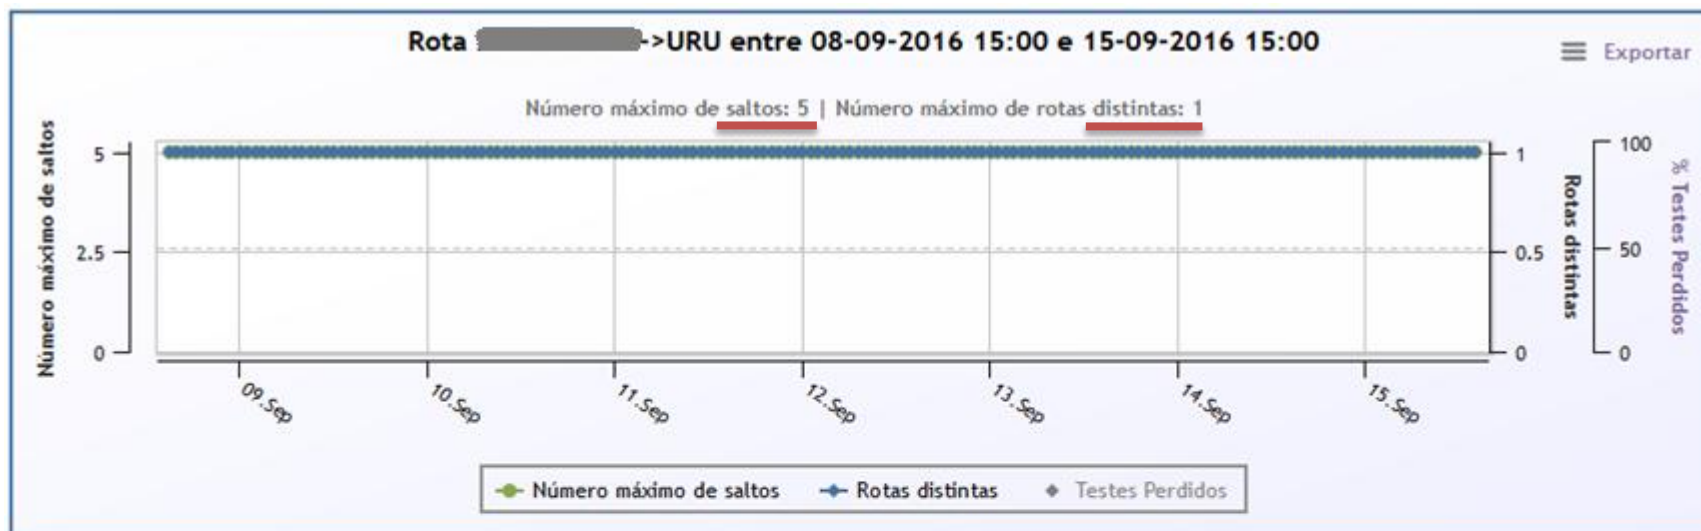 Rota ->URU entre 08-09-2016 15:00 e 15-09-2016 15:00
Exportar
Número máximo de saltos: 5 | Número máximo de rotas distintas: 1
Número máximo de saltos
5
2.5
0
1
0.5
0
Rotas distintas
100
50
0
% Testes Perdidos
09.Sep
10.Sep
11.Sep
12.Sep
13.Sep
14.Sep
15.Sep
Número máximo de saltos
Rotas distintas
Testes Perdidos